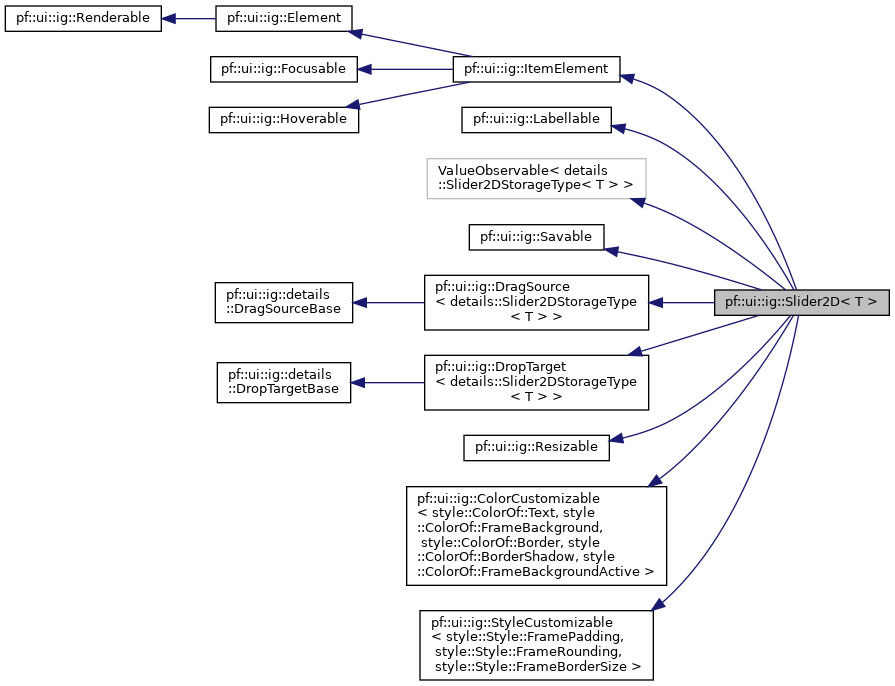 pf::ui::ig::Renderable
pf::ui::ig::Element
pf::ui::ig::Focusable
pf::ui::ig::ItemElement
pf::ui::ig::Hoverable
pf::ui::ig::Labellable
ValueObservable< details
::Slider2DStorageType< T > >
pf::ui::ig::Savable
pf::ui::ig::details
::DragSourceBase
pf::ui::ig::DragSource
< details::Slider2DStorageType
< T > >
pf::ui::ig::Slider2D< T >
pf::ui::ig::details
::DropTargetBase
pf::ui::ig::DropTarget
< details::Slider2DStorageType
< T > >
pf::ui::ig::Resizable
pf::ui::ig::ColorCustomizable
< style::ColorOf::Text, style
::ColorOf::FrameBackground,
style::ColorOf::Border, style
::ColorOf::BorderShadow, style
::ColorOf::FrameBackgroundActive >
pf::ui::ig::StyleCustomizable
< style::Style::FramePadding,
style::Style::FrameRounding,
style::Style::FrameBorderSize >